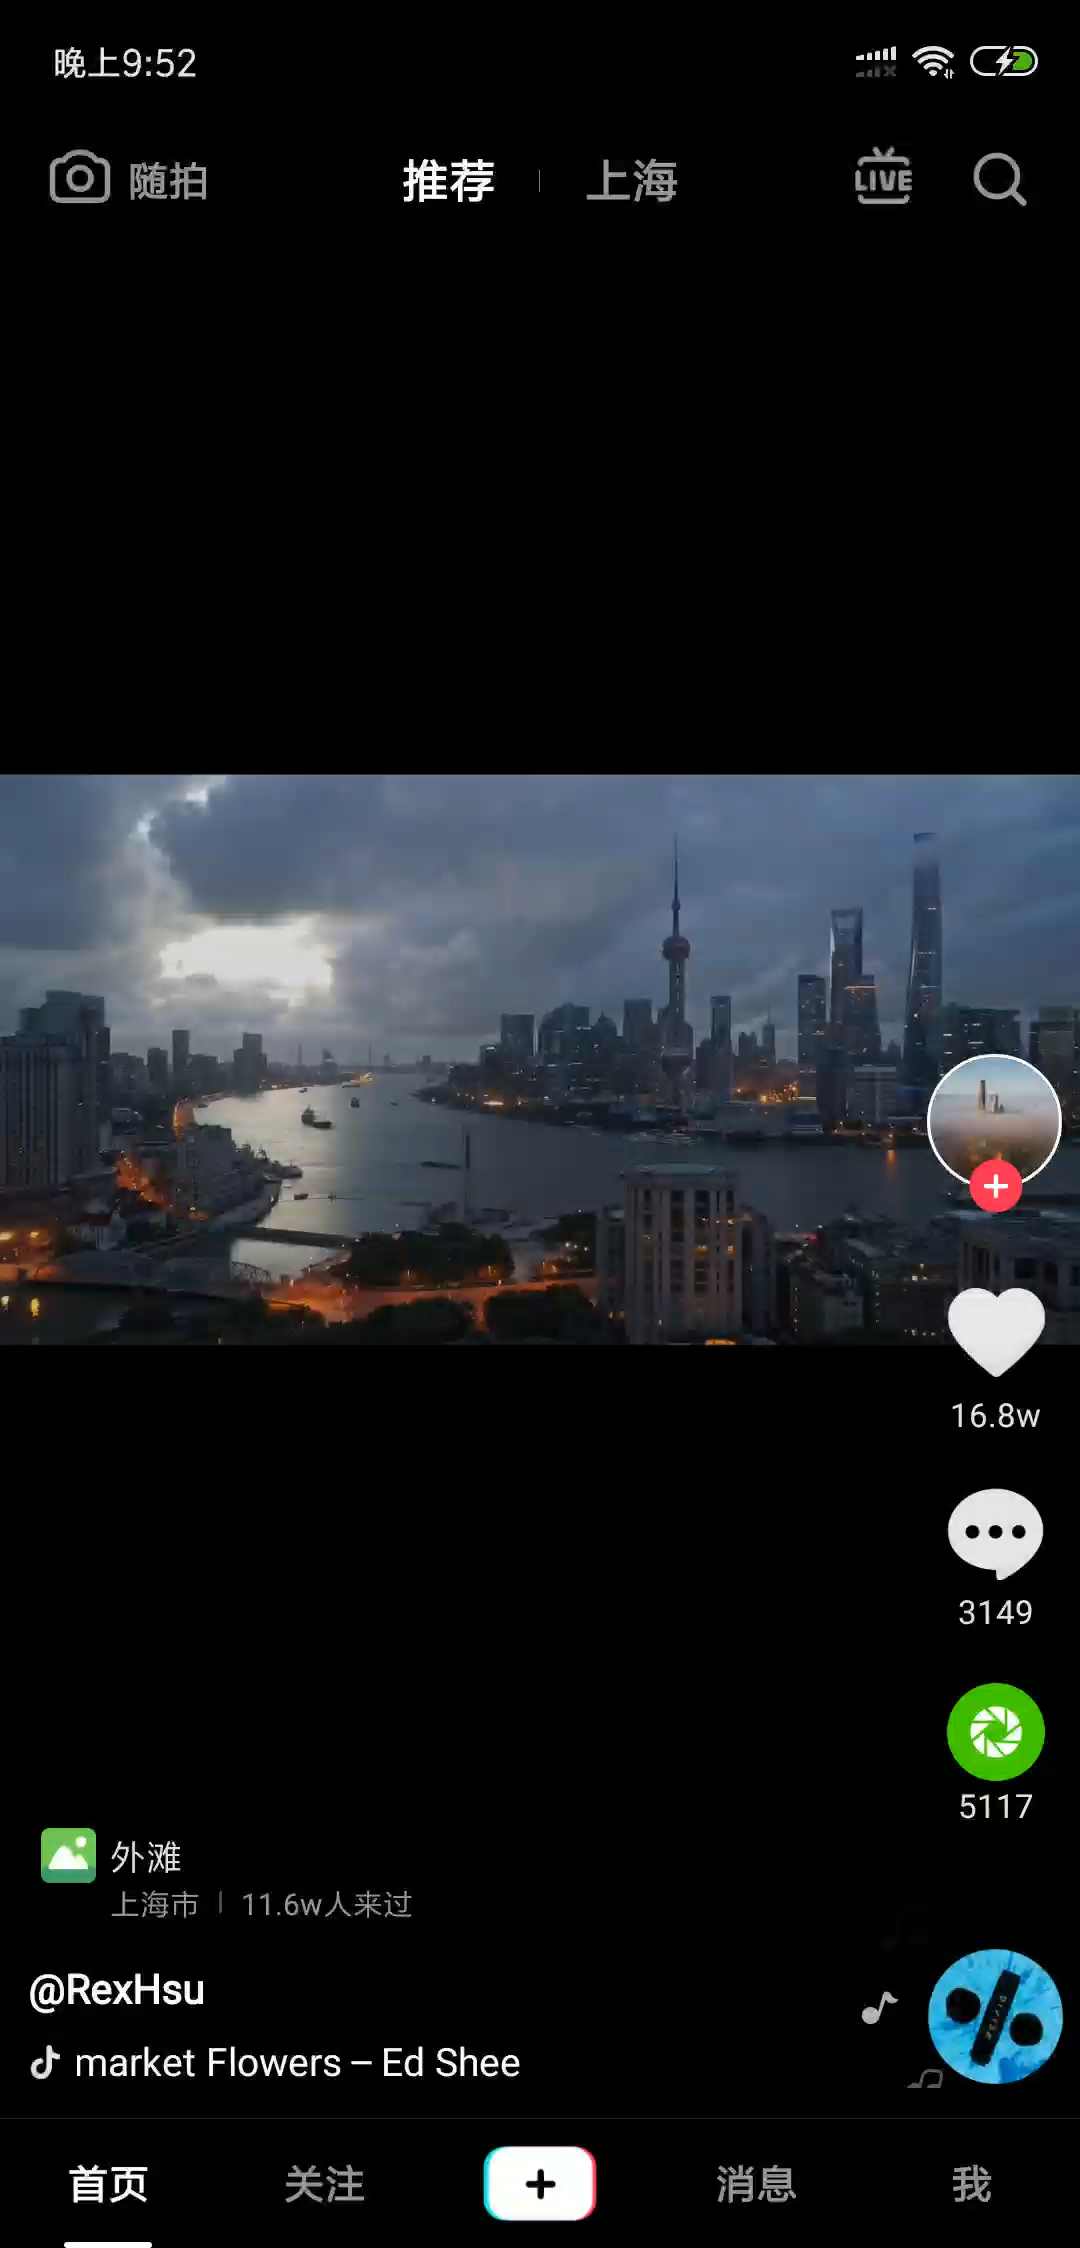 晚上9:52
随拍
推荐
上海
LIVE
16.8w
3149
5117
外滩
上海市 | 11.6w人来过
@RexHsu
market Flowers – Ed Shee
首页
关注
消息
我